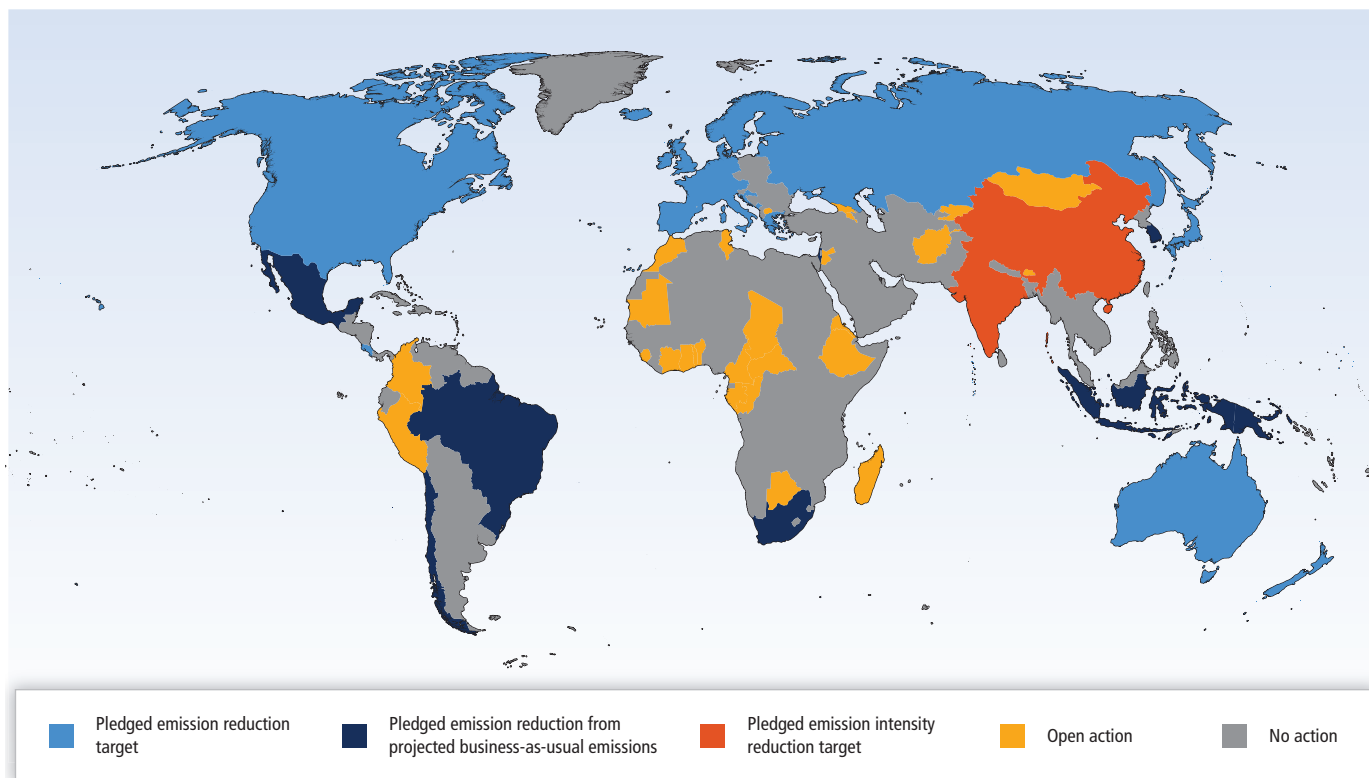 Pledged emission reduction
target
Pledged emission reduction from
projected business-as-usual emissions
Pledged emission intensity
reduction target
Open action
No action